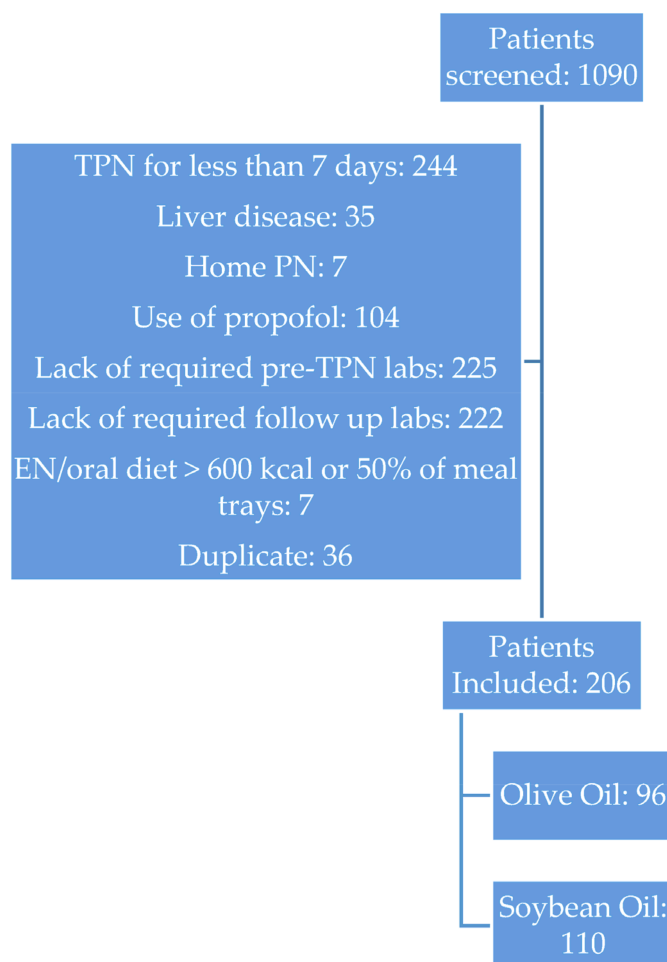 Patients
screened: 1090
TPN for less than 7 days: 244
Liver disease: 35
Home PN: 7
Use of propofol: 104
Lack of required pre-TPN labs: 225
Lack of required follow up labs: 222
EN/oral diet > 600 kcal or 50% of meal
trays: 7
Duplicate: 36
Patients
Included: 206
Olive Oil: 96
Soybean Oil:
110